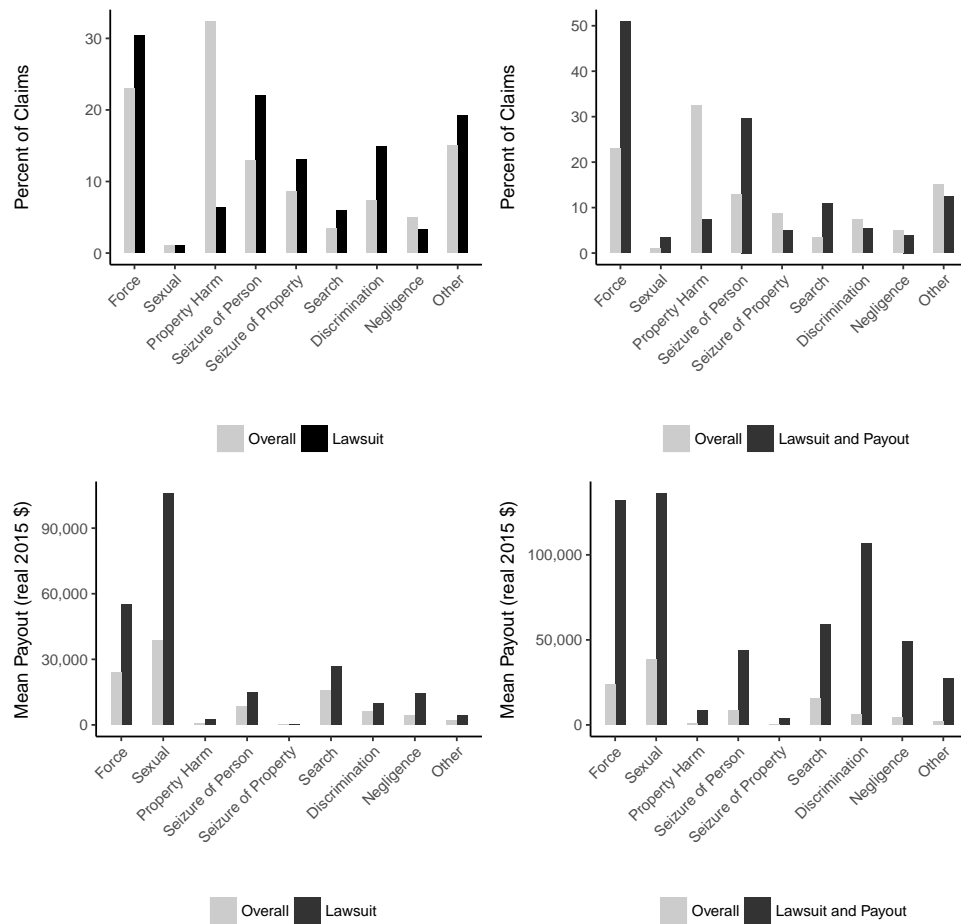 Percent of Claims
30
20
10
0
Force
Sexual
Property Harm
Seizure of Person
Seizure of Property
Search
Discrimination
Negligence
Other
Overall Lawsuit
Percent of Claims
50
40
30
20
10
0
Force
Sexual
Property Harm
Seizure of Person
Seizure of Property
Search
Discrimination
Negligence
Other
Overall Lawsuit and Payout
Mean Payout (real 2015 $)
90,000
60,000
30,000
0
Force
Sexual
Property Harm
Seizure of Person
Seizure of Property
Search
Discrimination
Negligence
Other
Overall Lawsuit
Mean Payout (real 2015 $)
100,000
50,000
0
Force
Sexual
Property Harm
Seizure of Person
Seizure of Property
Search
Discrimination
Negligence
Other
Overall Lawsuit and Payout